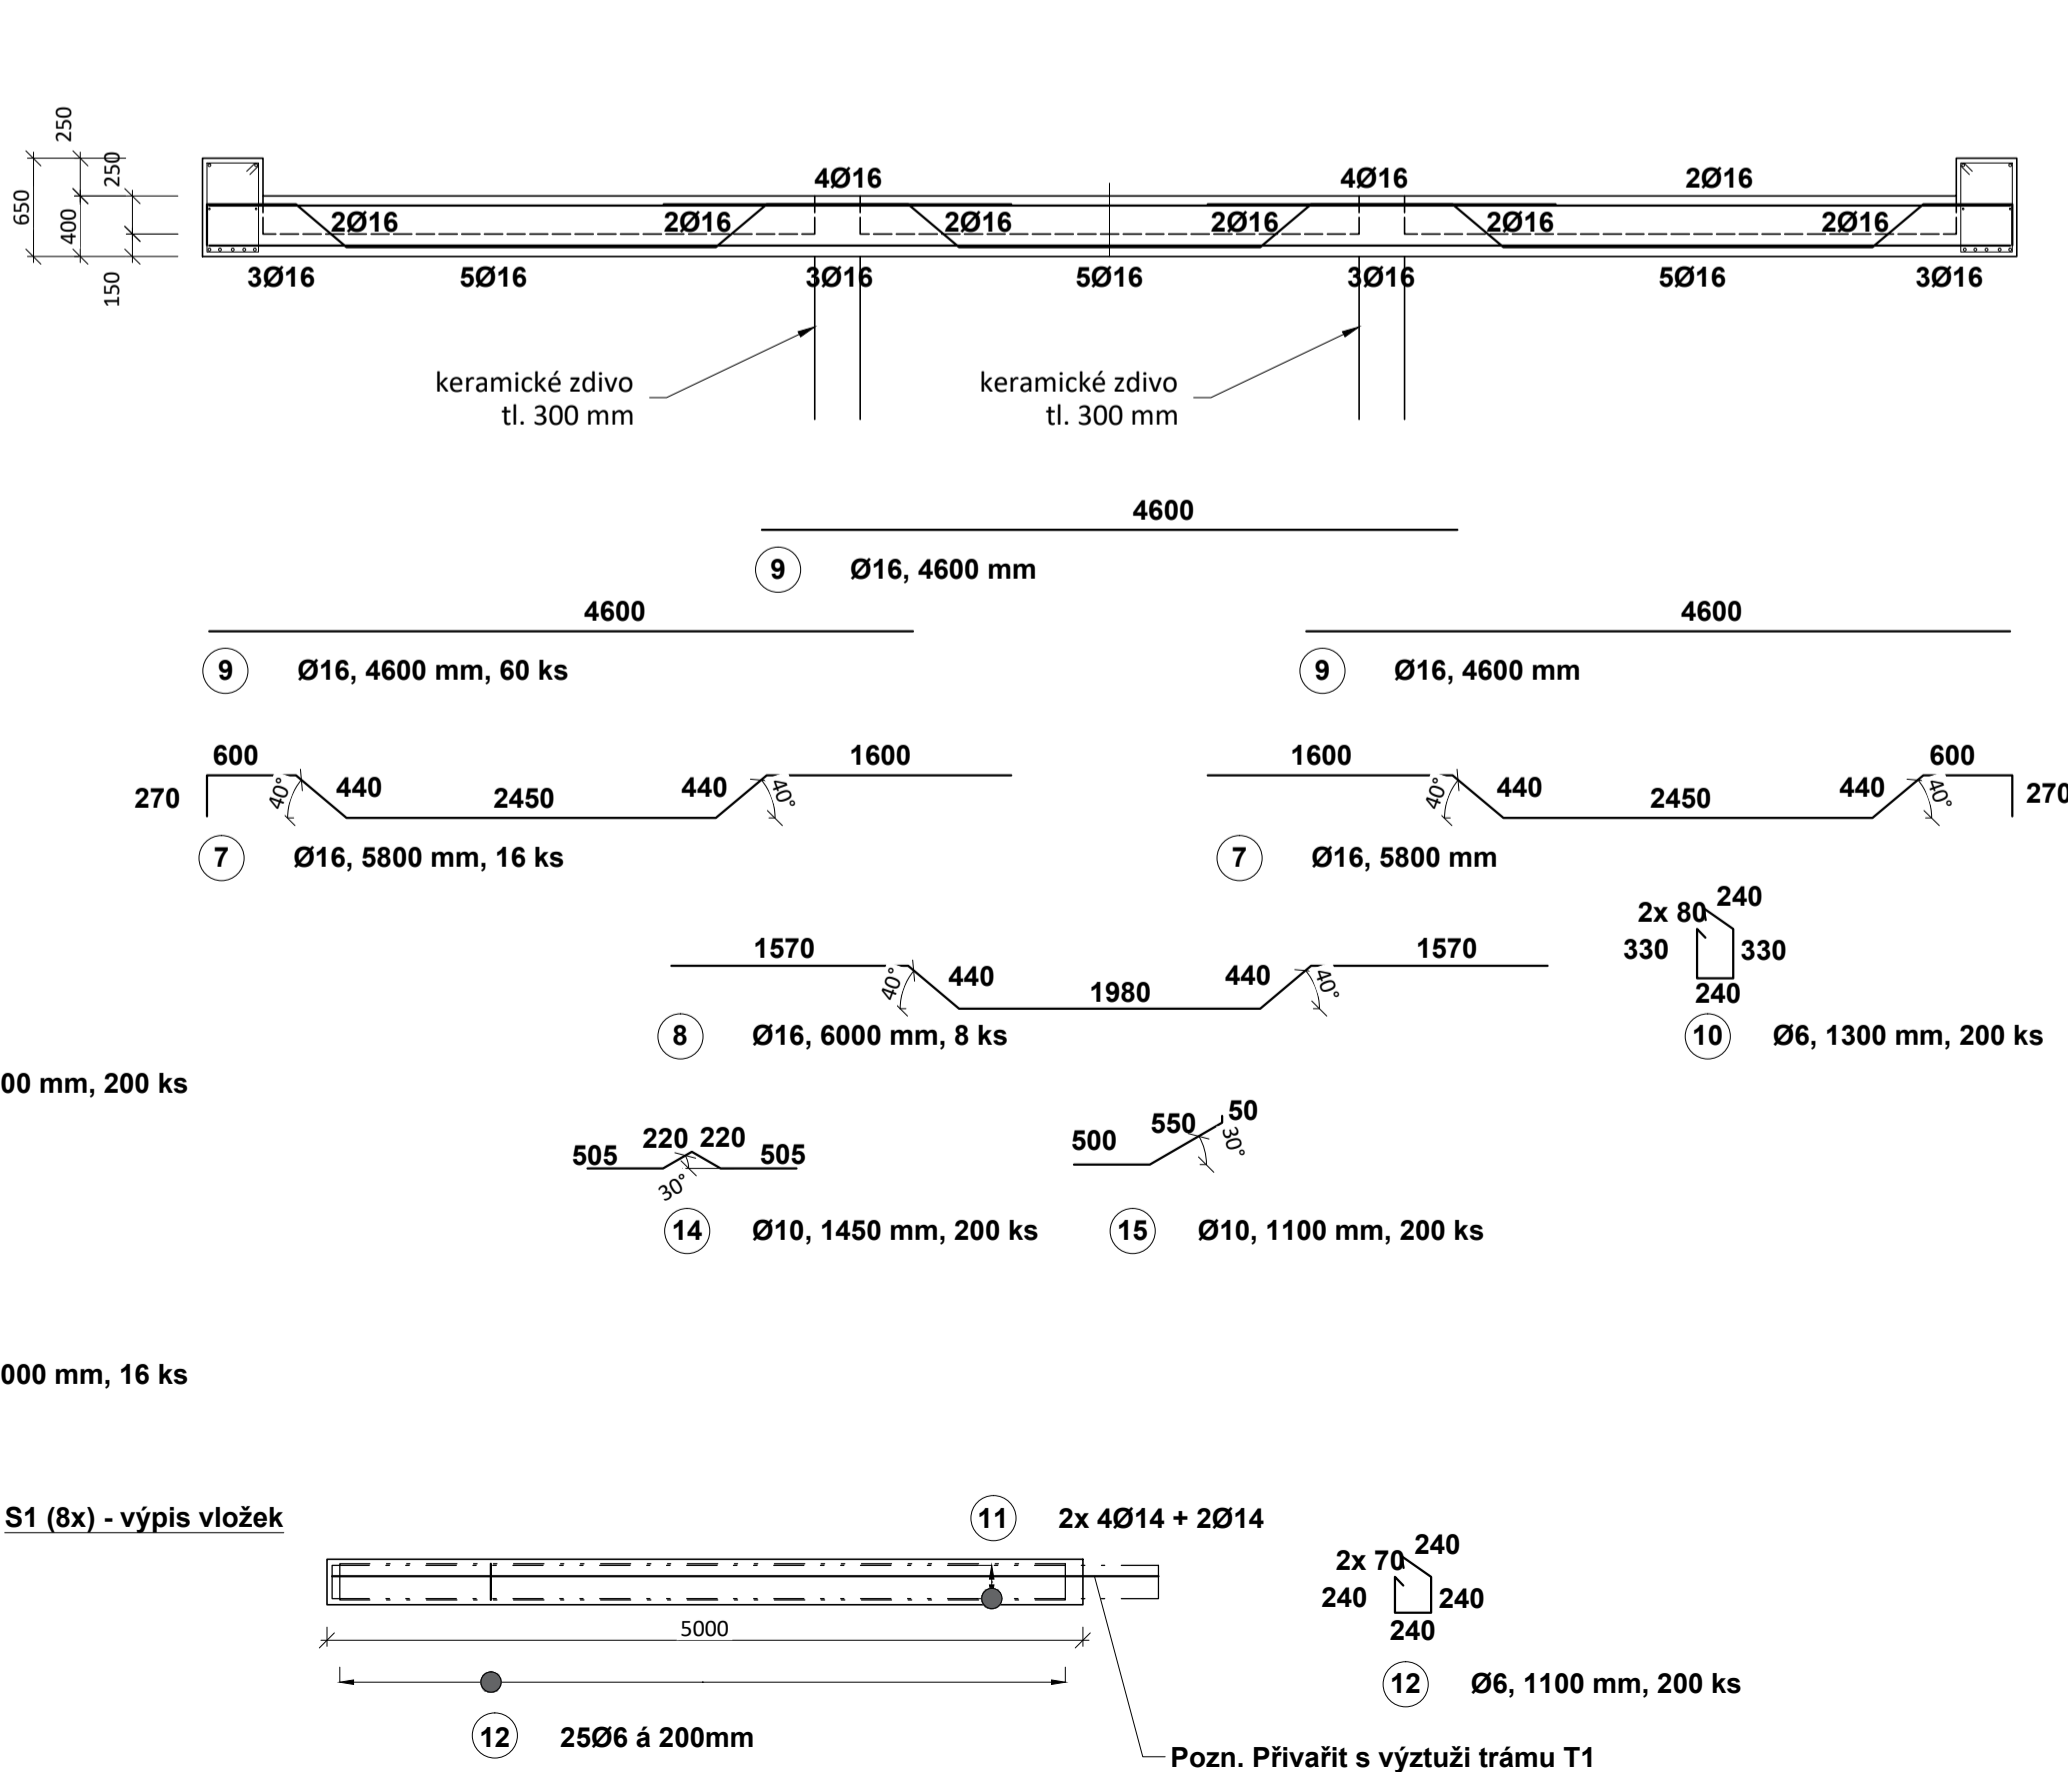 250
650
400
250
150
4Ø16
4Ø16
2Ø16
2Ø16
2Ø16
2Ø16
2Ø16
2Ø16
2Ø16
3Ø16
5Ø16
3Ø16
5Ø16
3Ø16
5Ø16
3Ø16
keramické zdivo
tl. 300 mm
keramické zdivo
tl. 300 mm
4600
9 Ø16, 4600 mm
4600
9 Ø16, 4600 mm, 60 ks
4600
9 Ø16, 4600 mm
600
1600
270
40°
440
2450
440
40°
7 Ø16, 5800 mm, 16 ks
1600
600
40°
440
2450
440
40°
270
7 Ø16, 5800 mm
1570
1570
40°
440
1980
440
40°
8 Ø16, 6000 mm, 8 ks
2x 80
240
330
330
240
10 Ø6, 1300 mm, 200 ks
00 mm, 200 ks
505
220
220
505
30°
14 Ø10, 1450 mm, 200 ks
500
550
50
30°
15 Ø10, 1100 mm, 200 ks
000 mm, 16 ks
S1 (8x) - výpis vložek
11 2x 4Ø14 + 2Ø14
5000
12 25Ø6 á 200mm
2x 70
240
240
240
240
12 Ø6, 1100 mm, 200 ks
Pozn. Přivařit s výztuži trámu T1